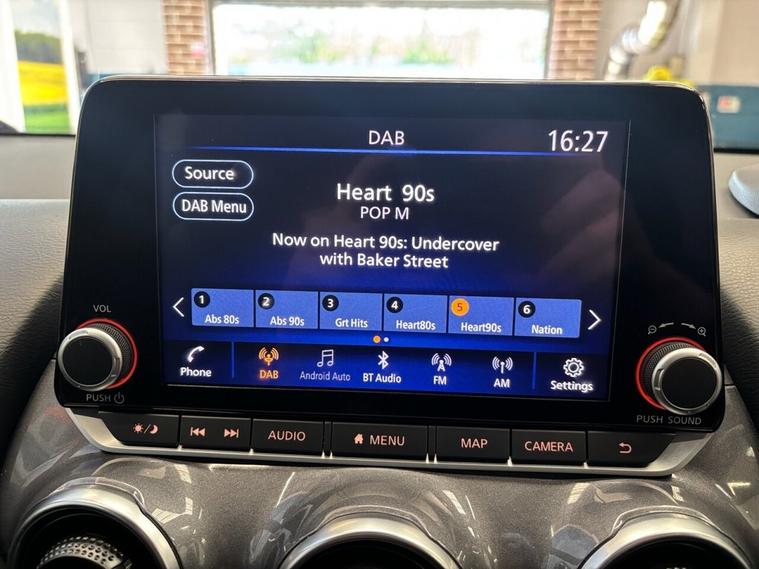 DAB
16:27
Source
DAB Menu
Heart 90s
POP M
Now on Heart 90s: Undercover
with Baker Street
1 2 3 4 5 6
Abs 80s Abs 90s Grt Hits Heart80s Heart90s Nation
Phone DAB Android Auto BT Audio FM AM Settings
VOL
PUSH
PUSH SOUND
AUDIO MENU MAP CAMERA